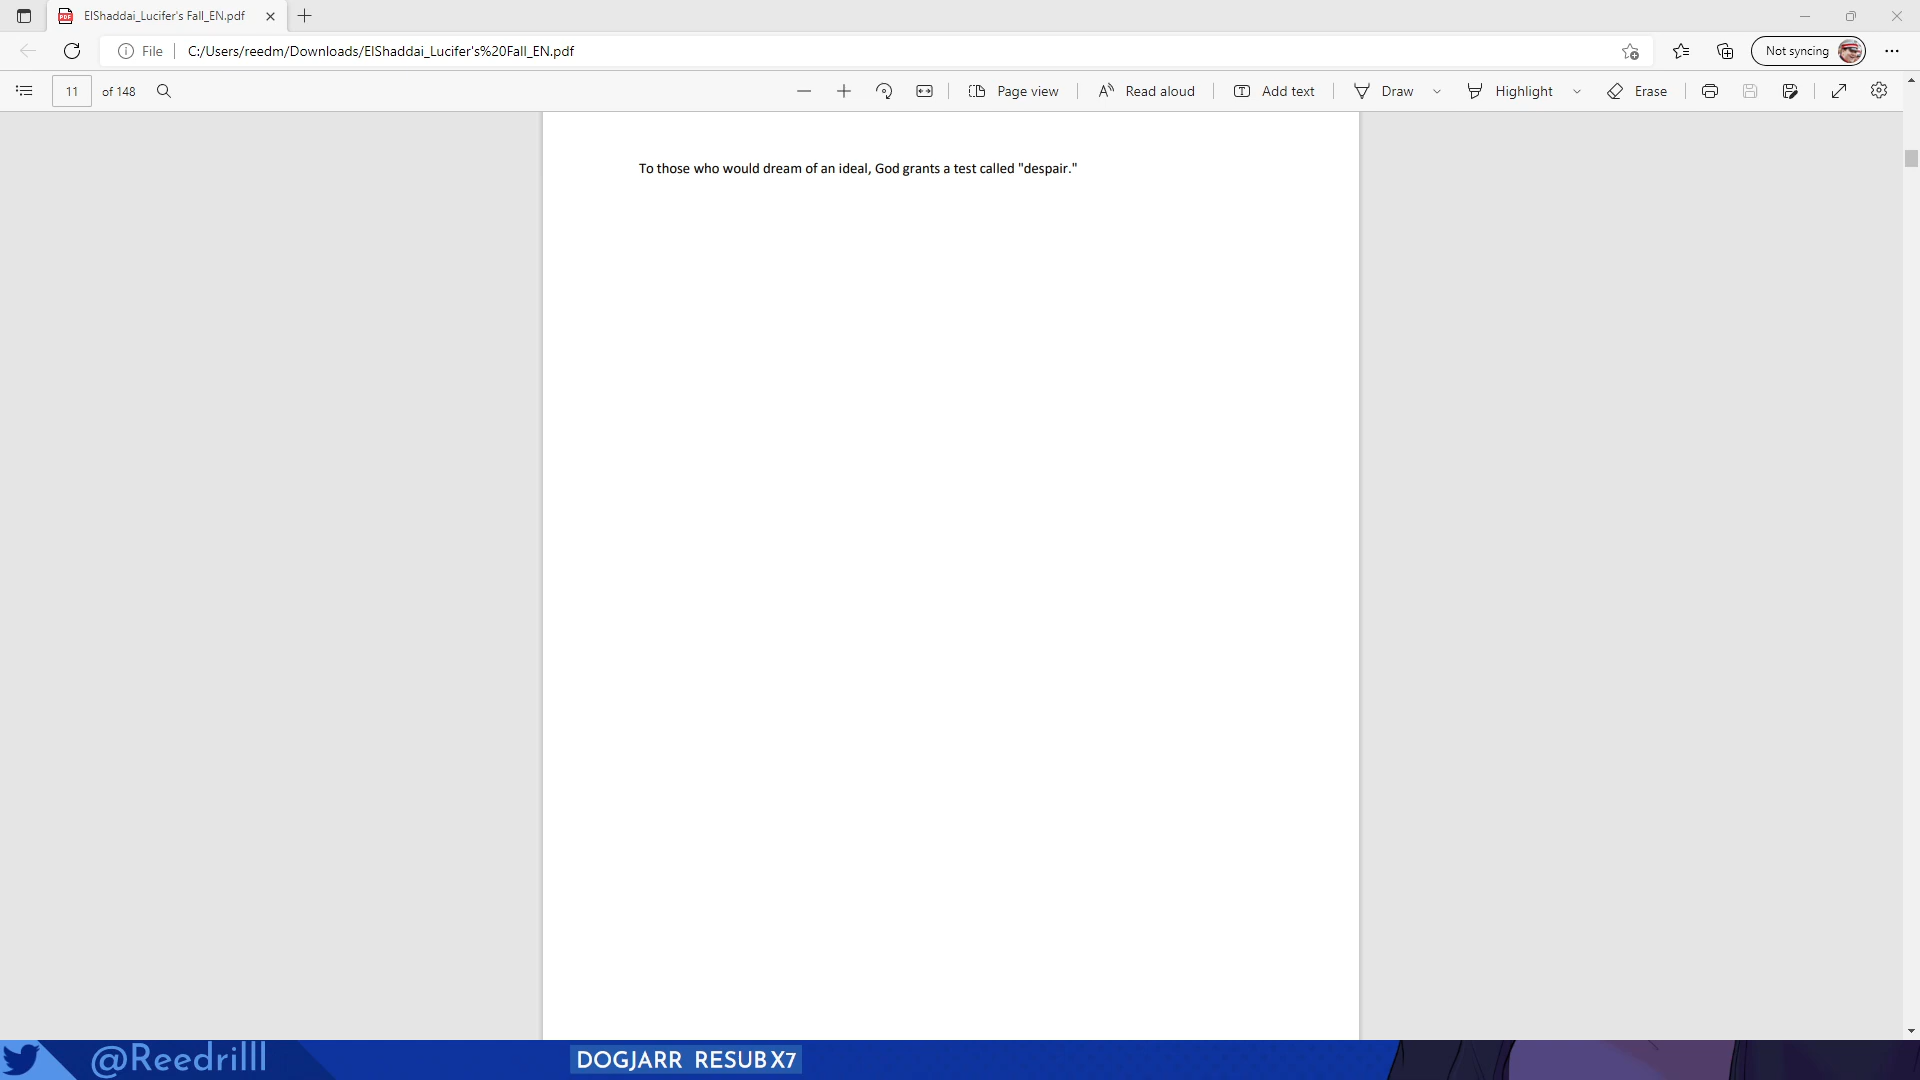 ElShaddai_Lucifer's Fall_EN.pdf
File C:/Users/reedm/Downloads/ElShaddai_Lucifer's%20Fall_EN.pdf Not syncing
11 of 148 Page view Read aloud Add text Draw Highlight Erase
To those who would dream of an ideal, God grants a test called "despair."
@Reedrilll DOGJARR RESUB X7